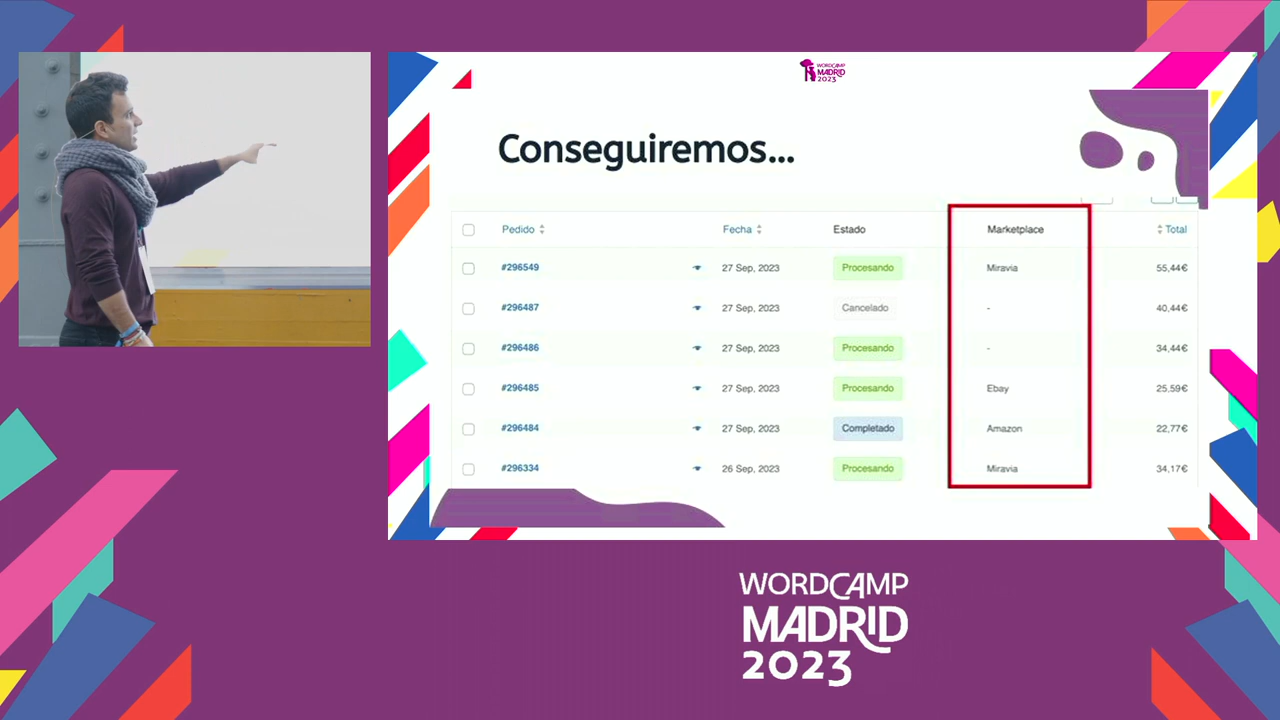 WORDCAMP
MADRID
2023
Conseguiremos...
Pedido Fecha Estado Marketplace Total
#296549 27 Sep, 2023 Procesando Miravia 55,44€
#296487 27 Sep, 2023 Cancelado - 40,44€
#296486 27 Sep, 2023 Procesando - 34,44€
#296485 27 Sep, 2023 Procesando Ebay 25,59€
#296484 27 Sep, 2023 Completado Amazon 22,77€
#296334 26 Sep, 2023 Procesando Miravia 34,17€
WORDCAMP
MADRID
2023